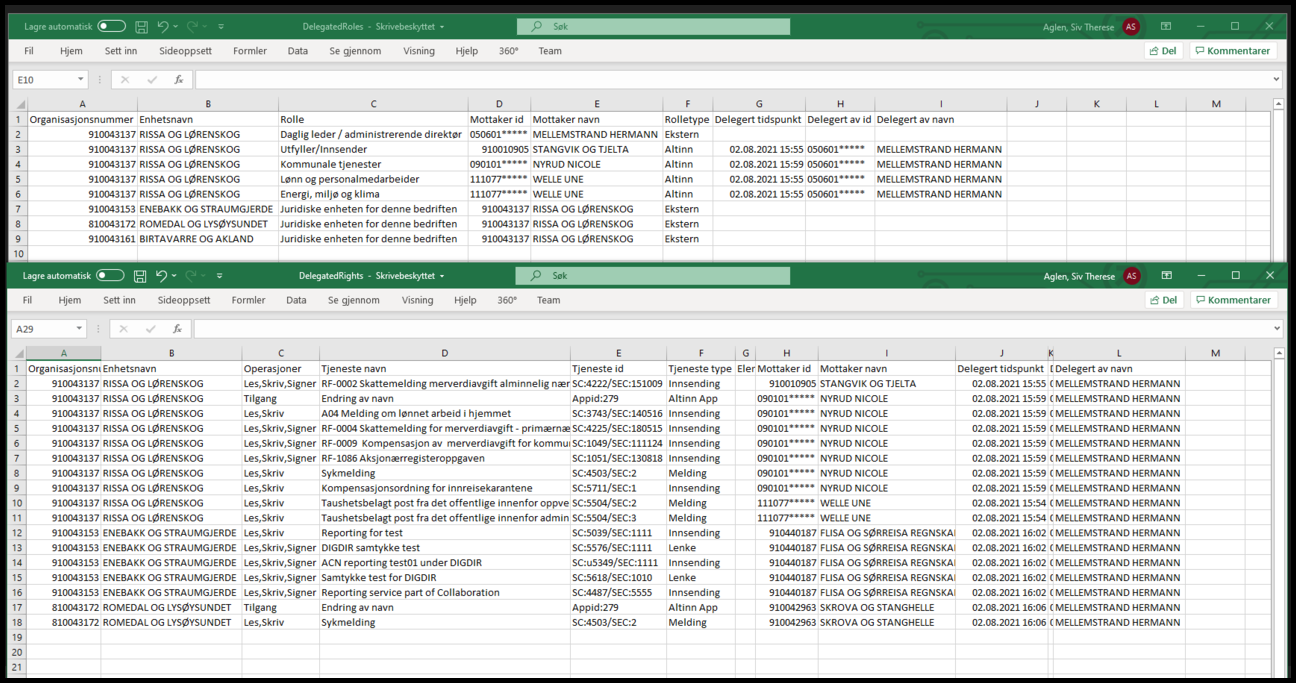 Lagre automatisk DelegatedRoles - Skrivebeskyttet Søk Aglen, Siv Therese AS
Fil Hjem Sett inn Sideoppsett Formler Data Se gjennom Visning Hjelp 360° Team Del Kommentarer
E10 fx
A B C D E F G H I J K L M
1 Organisasjonsnummer Enhetsnavn Rolle Mottaker id Mottaker navn Rolletype Delegert tidspunkt Delegert av id Delegert av navn
2 910043137 RISSA OG LØRENSKOG Daglig leder / administrerende direktør 050601***** MELLEMSTRAND HERMANN Ekstern
3 910043137 RISSA OG LØRENSKOG Utfyller/Innsender 910010905 STANGVIK OG TJELTA Altinn 02.08.2021 15:55 050601***** MELLEMSTRAND HERMANN
4 910043137 RISSA OG LØRENSKOG Kommunale tjenester 090101***** NYRUD NICOLE Altinn 02.08.2021 15:59 050601***** MELLEMSTRAND HERMANN
5 910043137 RISSA OG LØRENSKOG Lønn og personalmedarbeider 111077***** WELLE UNE Altinn 02.08.2021 15:55 050601***** MELLEMSTRAND HERMANN
6 910043137 RISSA OG LØRENSKOG Energi, miljø og klima 111077***** WELLE UNE Altinn 02.08.2021 15:55 050601***** MELLEMSTRAND HERMANN
7 910043153 ENEBAKK OG STRAUMGJERDE Juridiske enheten for denne bedriften 910043137 RISSA OG LØRENSKOG Ekstern
8 810043172 ROMEDAL OG LYSØYSUNDET Juridiske enheten for denne bedriften 910043137 RISSA OG LØRENSKOG Ekstern
9 910043161 BIRTAVARRE OG AKLAND Juridiske enheten for denne bedriften 910043137 RISSA OG LØRENSKOG Ekstern
10
Lagre automatisk DelegatedRights - Skrivebeskyttet Søk Aglen, Siv Therese AS
Fil Hjem Sett inn Sideoppsett Formler Data Se gjennom Visning Hjelp 360° Team Del Kommentarer
A29 fx
A B C D E F G H I J K L M
1 Organisasjonsn Enhetsnavn Operasjoner Tjeneste navn Tjeneste id Tjeneste type Eler Mottaker id Mottaker navn Delegert tidspunkt Delegert av navn
2 910043137 RISSA OG LØRENSKOG Les,Skriv,Signer RF-0002 Skattemelding merverdiavgift alminnelig nær SC:4222/SEC:151009 Innsending 910010905 STANGVIK OG TJELTA 02.08.2021 15:55 MELLEMSTRAND HERMANN
3 910043137 RISSA OG LØRENSKOG Tilgang Endring av navn Appid:279 Altinn App 090101***** NYRUD NICOLE 02.08.2021 15:59 MELLEMSTRAND HERMANN
4 910043137 RISSA OG LØRENSKOG Les,Skriv A04 Melding om lønnet arbeid i hjemmet SC:3743/SEC:140516 Innsending 090101***** NYRUD NICOLE 02.08.2021 15:59 MELLEMSTRAND HERMANN
5 910043137 RISSA OG LØRENSKOG Les,Skriv,Signer RF-0004 Skattemelding for merverdiavgift - primærnæ SC:4225/SEC:180515 Innsending 090101***** NYRUD NICOLE 02.08.2021 15:59 MELLEMSTRAND HERMANN
6 910043137 RISSA OG LØRENSKOG Les,Skriv,Signer RF-0009 Kompensasjon av merverdiavgift for kommu SC:1049/SEC:111124 Innsending 090101***** NYRUD NICOLE 02.08.2021 15:59 MELLEMSTRAND HERMANN
7 910043137 RISSA OG LØRENSKOG Les,Skriv,Signer RF-1086 Aksjonærregisteroppgaven SC:1051/SEC:130818 Innsending 090101***** NYRUD NICOLE 02.08.2021 15:59 MELLEMSTRAND HERMANN
8 910043137 RISSA OG LØRENSKOG Les,Skriv Sykmelding SC:4503/SEC:2 Melding 090101***** NYRUD NICOLE 02.08.2021 15:59 MELLEMSTRAND HERMANN
9 910043137 RISSA OG LØRENSKOG Les,Skriv Kompensasjonsordning for innreisekarantene SC:5711/SEC:1 Innsending 090101***** NYRUD NICOLE 02.08.2021 15:59 MELLEMSTRAND HERMANN
10 910043137 RISSA OG LØRENSKOG Les,Skriv Taushetsbelagt post fra det offentlige innenfor oppve SC:5504/SEC:2 Melding 111077***** WELLE UNE 02.08.2021 15:54 MELLEMSTRAND HERMANN
11 910043137 RISSA OG LØRENSKOG Les,Skriv Taushetsbelagt post fra det offentlige innenfor admin SC:5504/SEC:3 Melding 111077***** WELLE UNE 02.08.2021 15:54 MELLEMSTRAND HERMANN
12 910043153 ENEBAKK OG STRAUMGJERDE Les,Skriv Reporting for test SC:5039/SEC:1111 Innsending 910440187 FLISA OG SØRREISA REGNSKAI 02.08.2021 16:02 MELLEMSTRAND HERMANN
13 910043153 ENEBAKK OG STRAUMGJERDE Les,Skriv,Signer DIGDIR samtykke test SC:5576/SEC:1111 Lenke 910440187 FLISA OG SØRREISA REGNSKAI 02.08.2021 16:02 MELLEMSTRAND HERMANN
14 910043153 ENEBAKK OG STRAUMGJERDE Les,Skriv,Signer ACN reporting test01 under DIGDIR SC:u5349/SEC:1111 Innsending 910440187 FLISA OG SØRREISA REGNSKAI 02.08.2021 16:02 MELLEMSTRAND HERMANN
15 910043153 ENEBAKK OG STRAUMGJERDE Les,Skriv,Signer Samtykke test for DIGDIR SC:5618/SEC:1010 Lenke 910440187 FLISA OG SØRREISA REGNSKAI 02.08.2021 16:02 MELLEMSTRAND HERMANN
16 910043153 ENEBAKK OG STRAUMGJERDE Les,Skriv,Signer Reporting service part of Collaboration SC:4487/SEC:5555 Innsending 910440187 FLISA OG SØRREISA REGNSKAI 02.08.2021 16:02 MELLEMSTRAND HERMANN
17 810043172 ROMEDAL OG LYSØYSUNDET Tilgang Endring av navn Appid:279 Altinn App 910042963 SKROVA OG STANGHELLE 02.08.2021 16:06 MELLEMSTRAND HERMANN
18 810043172 ROMEDAL OG LYSØYSUNDET Les,Skriv Sykmelding SC:4503/SEC:2 Melding 910042963 SKROVA OG STANGHELLE 02.08.2021 16:06 MELLEMSTRAND HERMANN
19
20
21